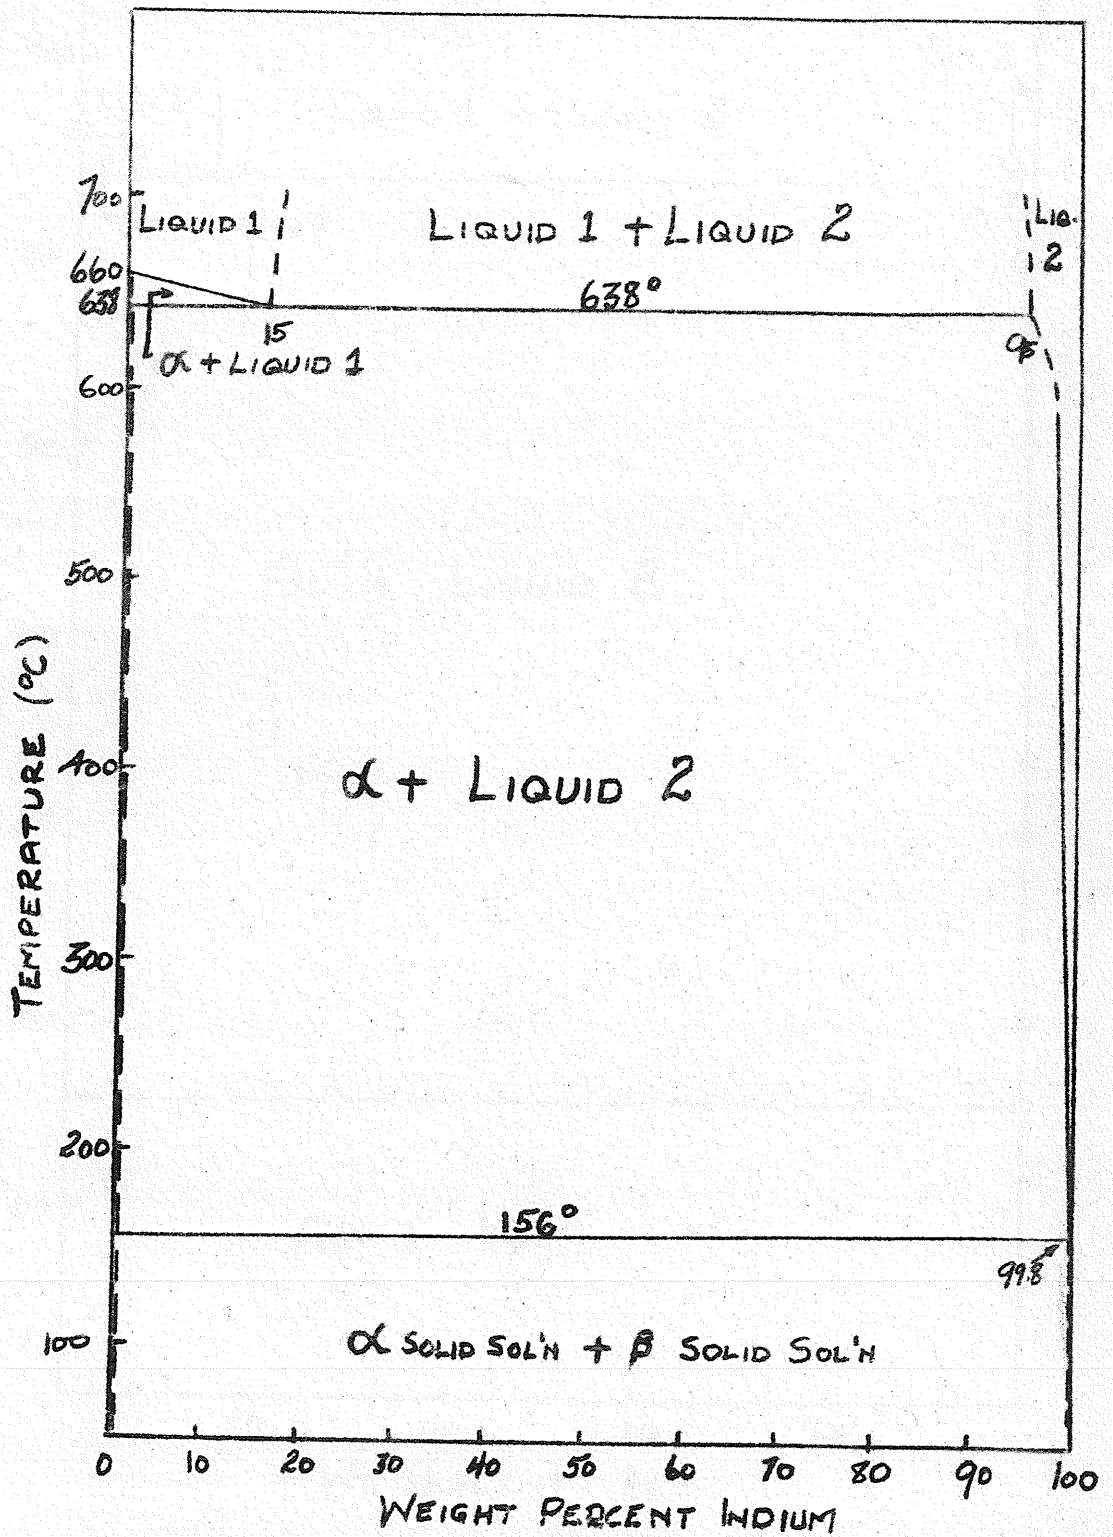 700
LIQUID 1
LIQUID 1 + LIQUID 2
LIQ.
2
660
638
638°
15
95
α + LIQUID 1
600
500
TEMPERATURE (°C)
400
α + LIQUID 2
300
200
156°
99.8
100
α SOLID SOL'N + β SOLID SOL'N
0 10 20 30 40 50 60 70 80 90 100
WEIGHT PERCENT INDIUM